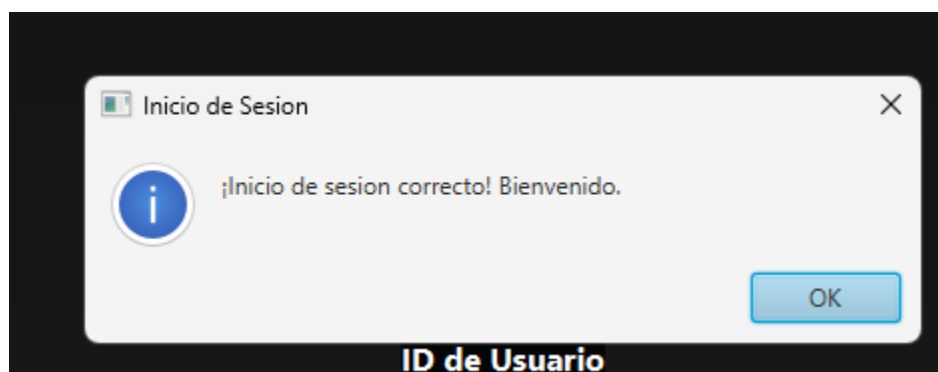 Inicio de Sesion
¡Inicio de sesion correcto! Bienvenido.
OK
ID de Usuario